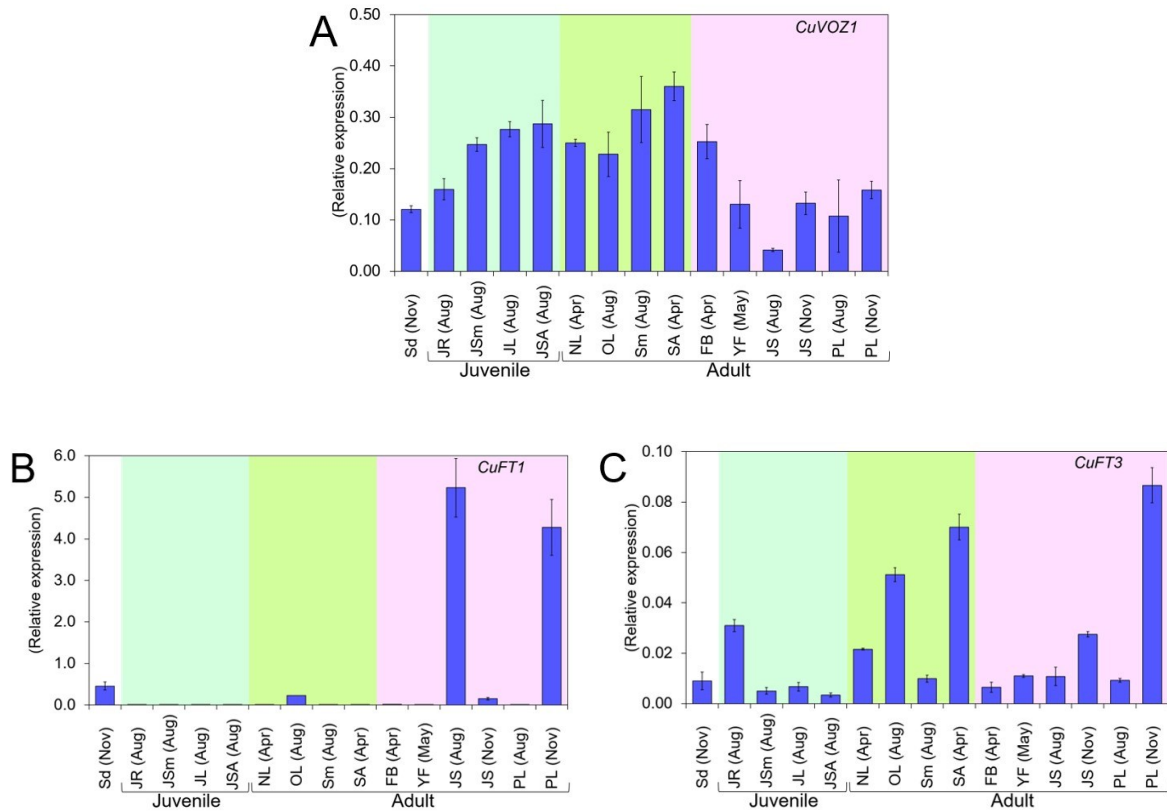 A
CuVOZ1
(Relative expression)
0.50
0.40
0.30
0.20
0.10
0.00
Sd (Nov)
JR (Aug)
JSm (Aug)
JL (Aug)
JSA (Aug)
NL (Apr)
OL (Aug)
Sm (Aug)
SA (Apr)
FB (Apr)
YF (May)
JS (Aug)
JS (Nov)
PL (Aug)
PL (Nov)
Juvenile
Adult
B
CuFT1
(Relative expression)
6.0
5.0
4.0
3.0
2.0
1.0
0.0
Sd (Nov)
JR (Aug)
JSm (Aug)
JL (Aug)
JSA (Aug)
NL (Apr)
OL (Aug)
Sm (Aug)
SA (Apr)
FB (Apr)
YF (May)
JS (Aug)
JS (Nov)
PL (Aug)
PL (Nov)
Juvenile
Adult
C
CuFT3
(Relative expression)
0.10
0.08
0.06
0.04
0.02
0.00
Sd (Nov)
JR (Aug)
JSm (Aug)
JL (Aug)
JSA (Aug)
NL (Apr)
OL (Aug)
Sm (Aug)
SA (Apr)
FB (Apr)
YF (May)
JS (Aug)
JS (Nov)
PL (Aug)
PL (Nov)
Juvenile
Adult